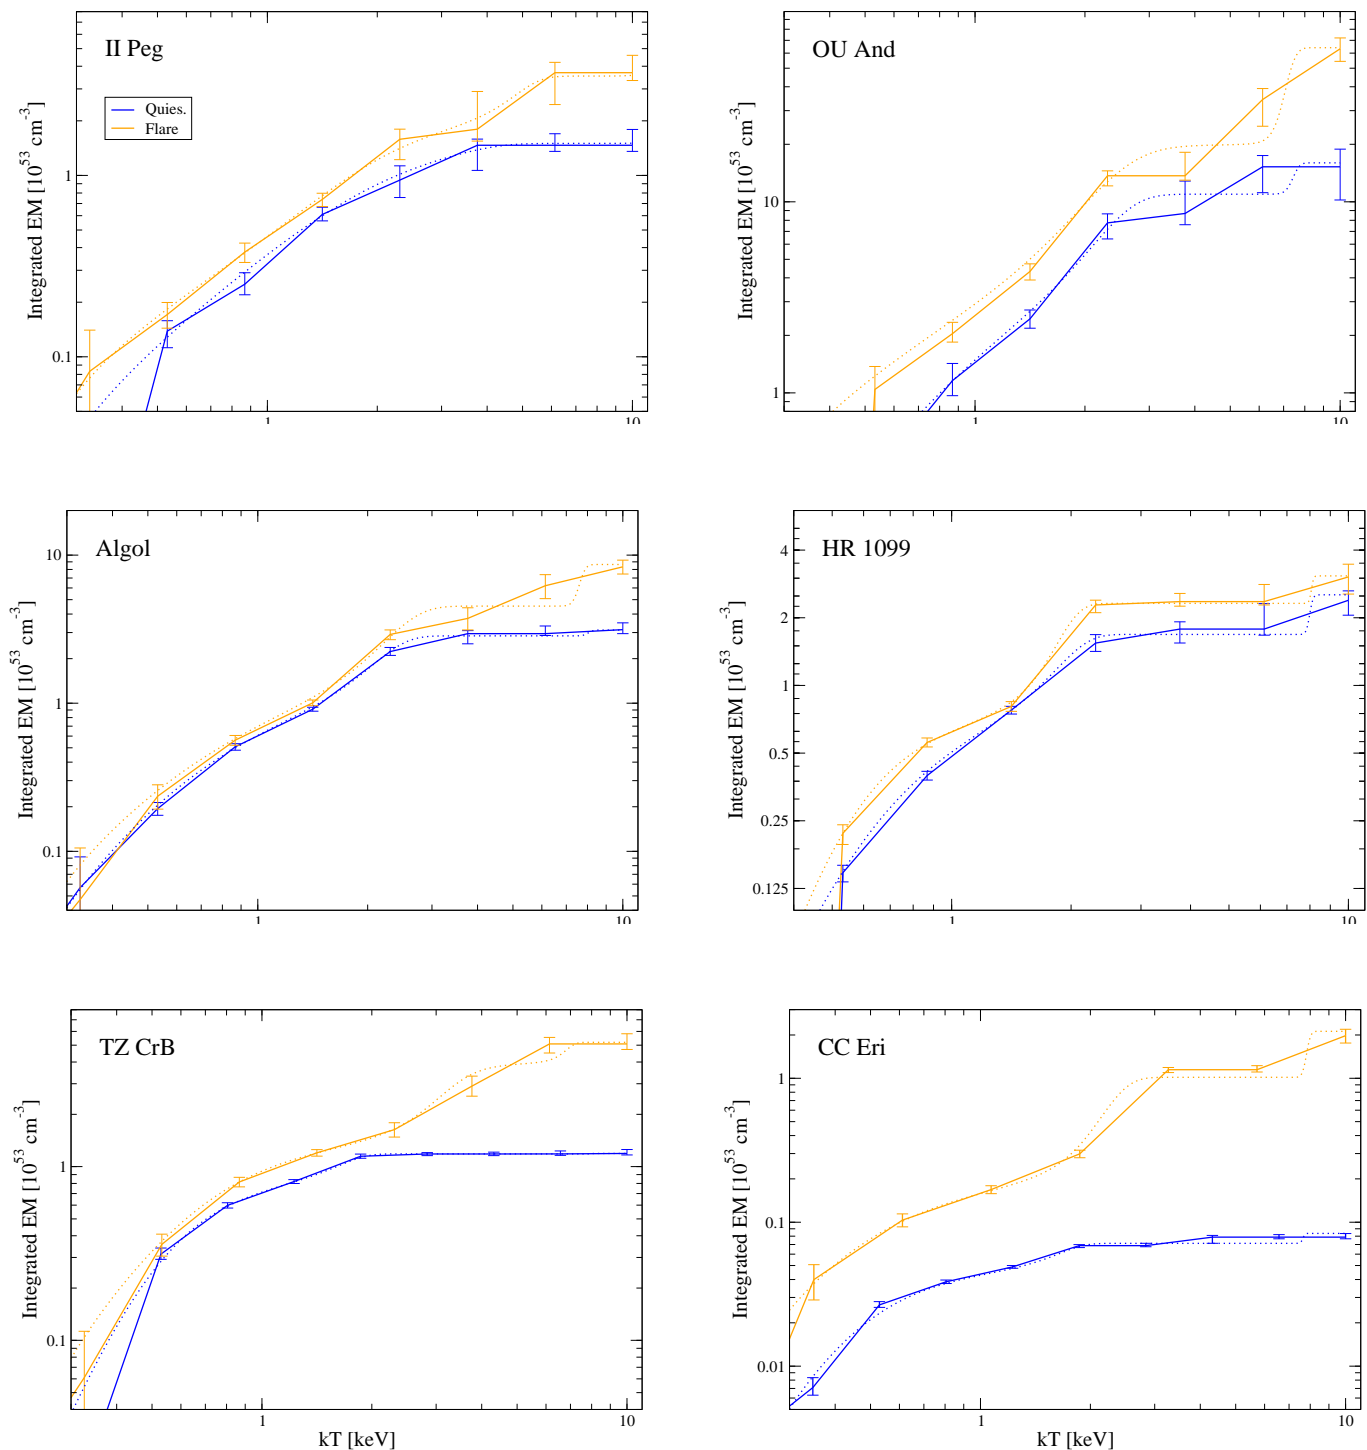 II Peg
Quies.
Flare
Integrated EM [10^53 cm^-3]
1
0.1
1
10
OU And
Integrated EM [10^53 cm^-3]
10
1
1
10
Algol
Integrated EM [10^53 cm^-3]
10
1
0.1
1
10
HR 1099
Integrated EM [10^53 cm^-3]
4
2
1
0.5
0.25
0.125
1
10
TZ CrB
Integrated EM [10^53 cm^-3]
1
0.1
1
10
kT [keV]
CC Eri
Integrated EM [10^53 cm^-3]
1
0.1
0.01
1
10
kT [keV]